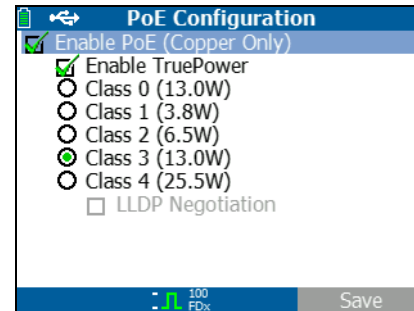 PoE Configuration
Enable PoE (Copper Only)
Enable TruePower
Class 0 (13.0W)
Class 1 (3.8W)
Class 2 (6.5W)
Class 3 (13.0W)
Class 4 (25.5W)
LLDP Negotiation
100
FDx
Save